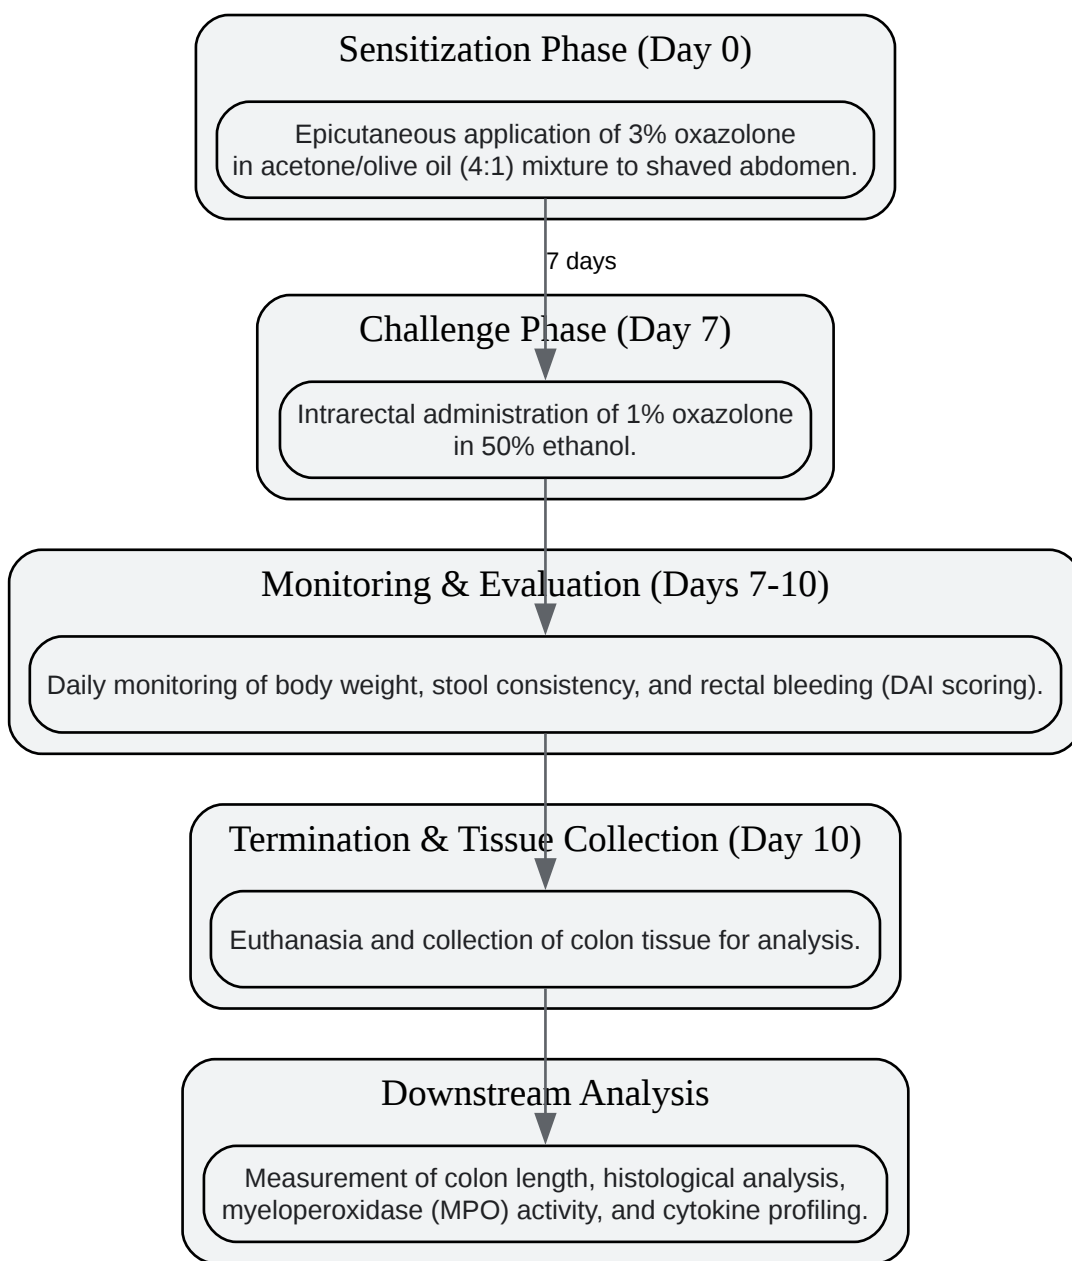 Sensitization Phase (Day 0)
Epicutaneous application of 3% oxazolone
in acetone/olive oil (4:1) mixture to shaved abdomen.
7 days
Challenge Phase (Day 7)
Intrarectal administration of 1% oxazolone
in 50% ethanol.
Monitoring & Evaluation (Days 7-10)
Daily monitoring of body weight, stool consistency, and rectal bleeding (DAI scoring).
Termination & Tissue Collection (Day 10)
Euthanasia and collection of colon tissue for analysis.
Downstream Analysis
Measurement of colon length, histological analysis,
myeloperoxidase (MPO) activity, and cytokine profiling.